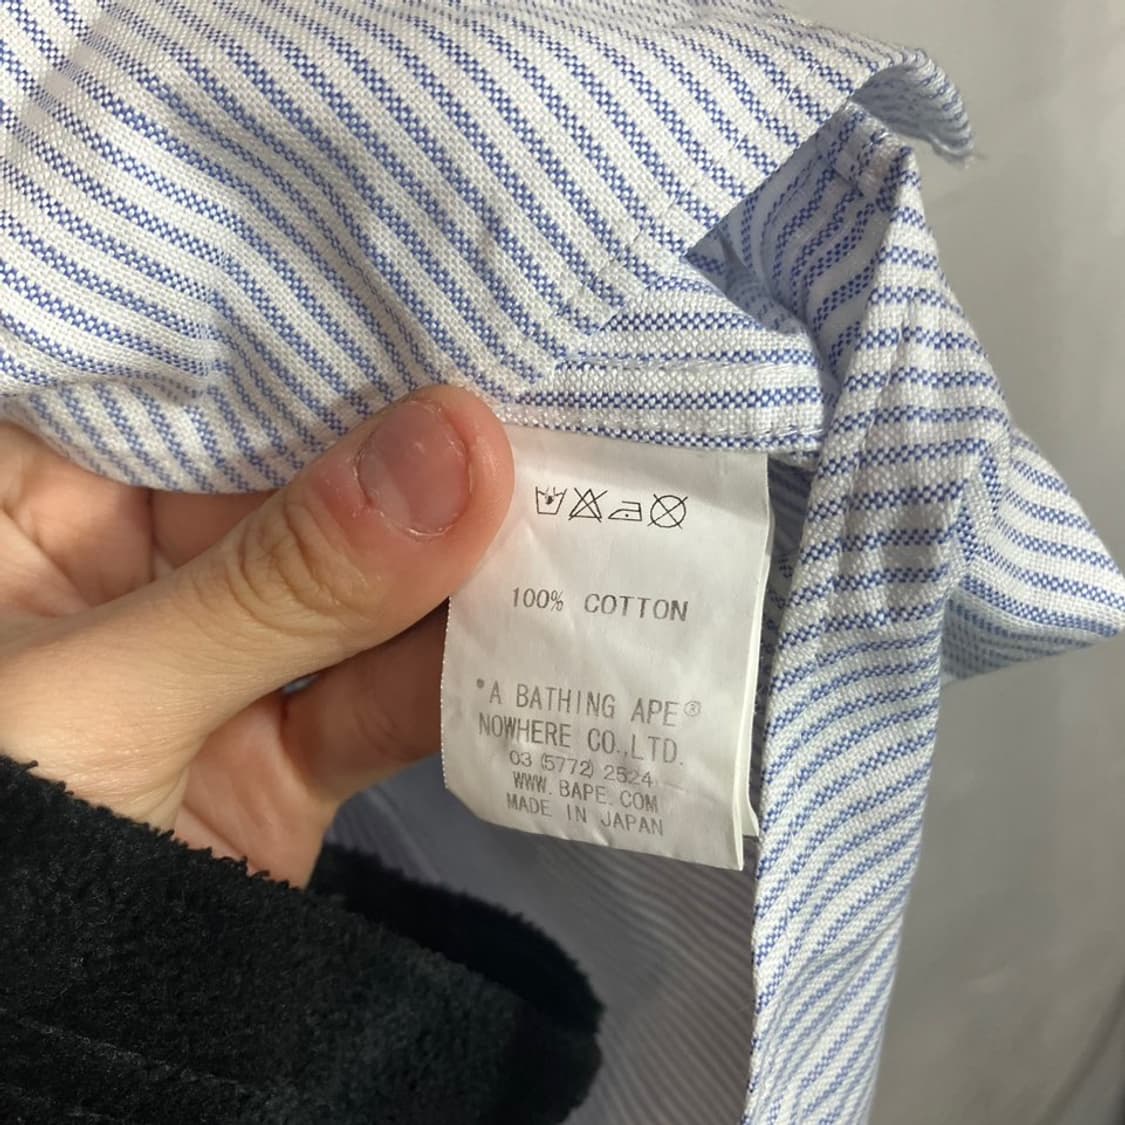 100% COTTON
*A BATHING APE®
NOWHERE CO.,LTD.
03 (5772) 2524
WWW. BAPE. COM
MADE IN JAPAN